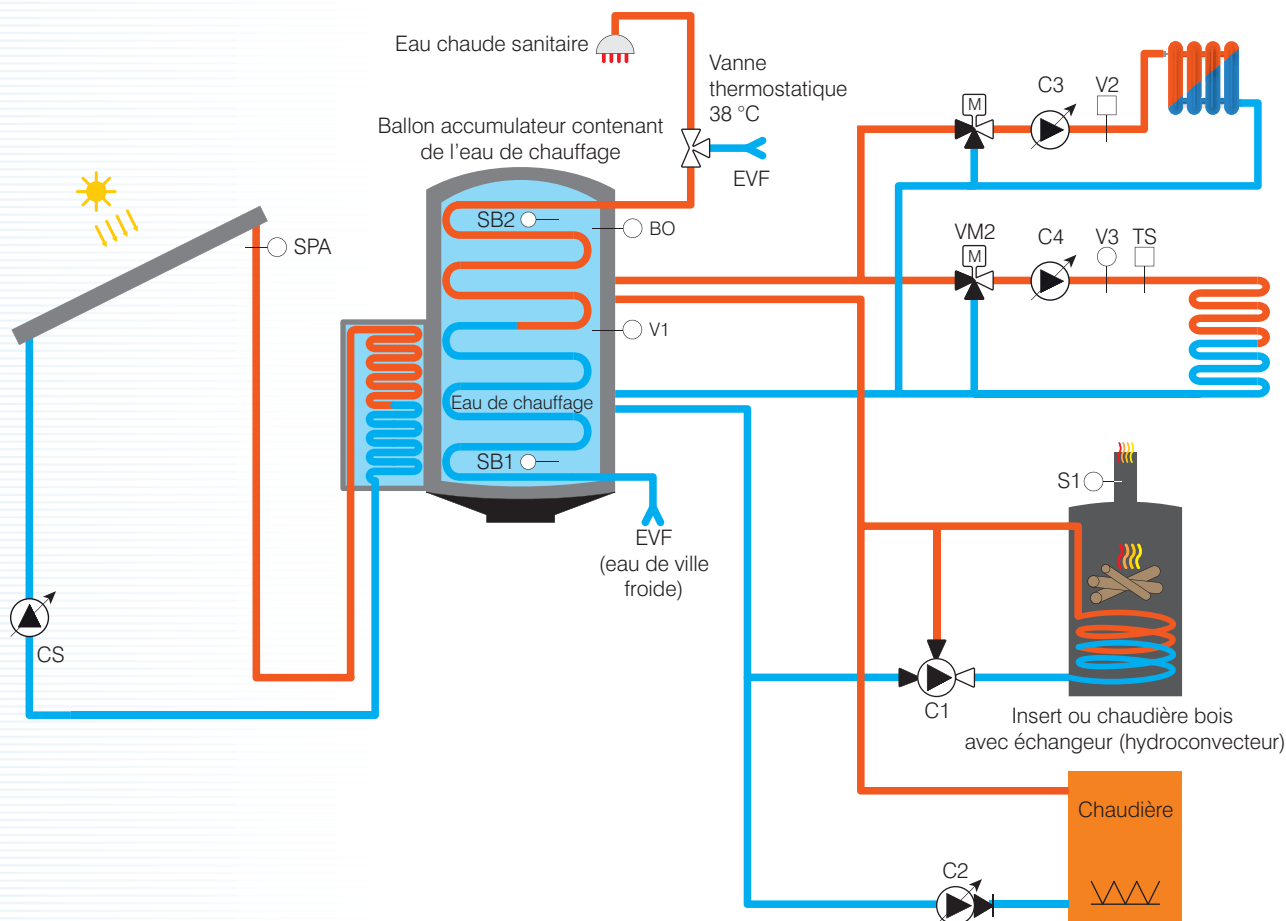 Eau chaude sanitaire
Vanne
thermostatique
38 °C
EVF
Ballon accumulateur contenant
de l'eau de chauffage
SPA
SB2
BO
V1
Eau de chauffage
SB1
EVF
(eau de ville
froide)
CS
M
C3
V2
VM2
M
C4
V3
TS
S1
C1
Insert ou chaudière bois
avec échangeur (hydroconvecteur)
Chaudière
C2